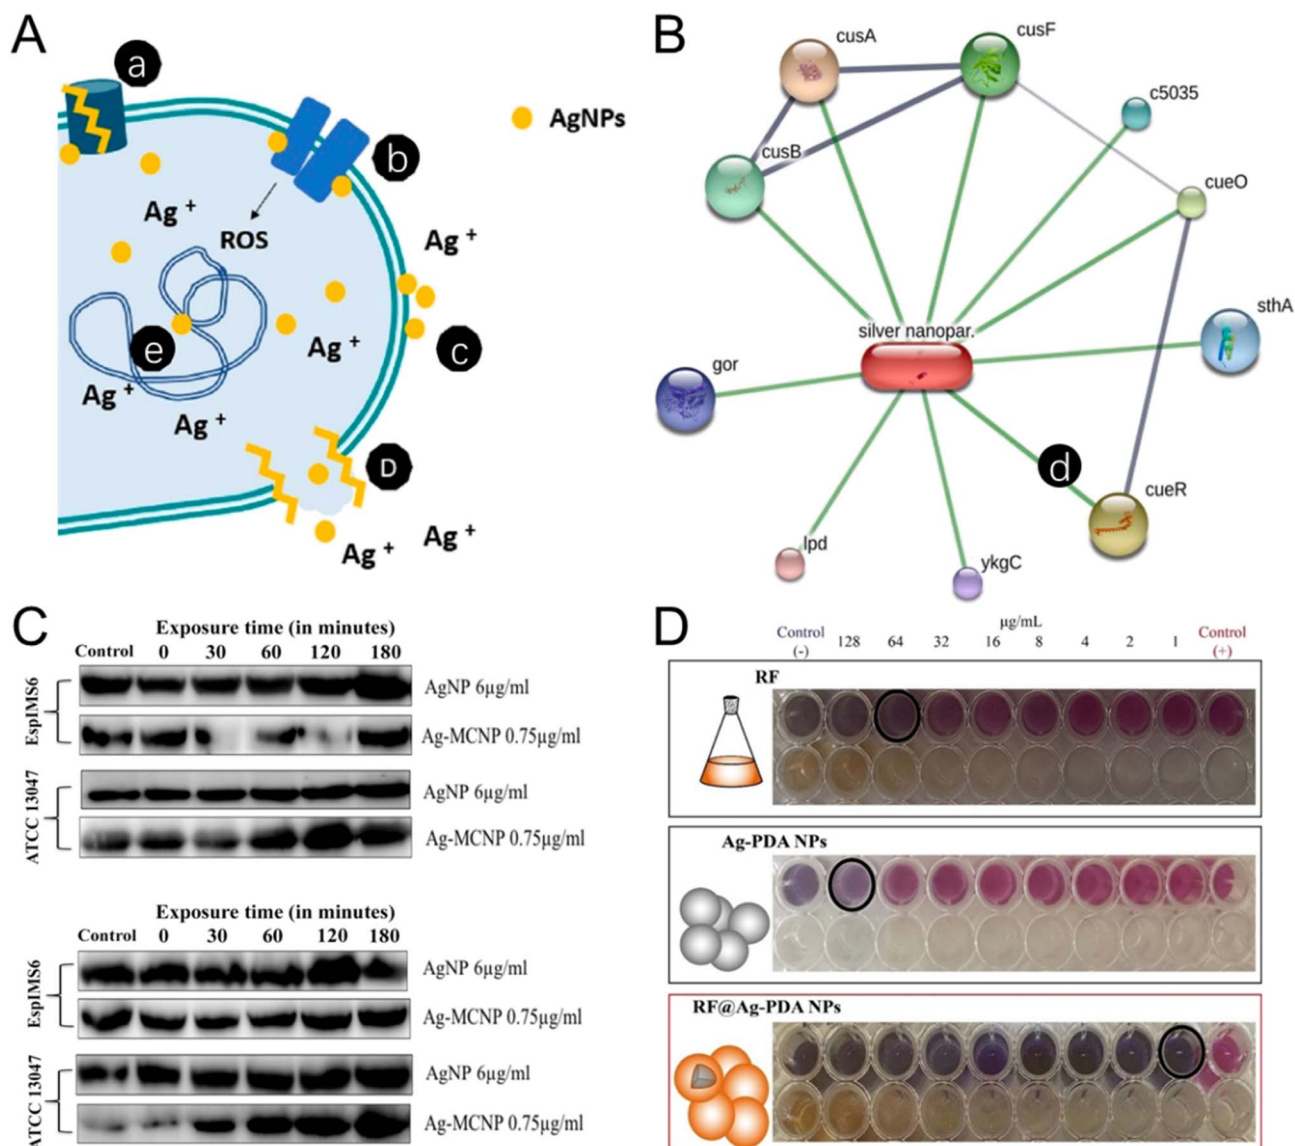 A
a
b
AgNPs
Ag +
ROS
Ag +
e
Ag +
c
Ag +
Ag +
D
Ag +
Ag +
B
cusA
cusF
c5035
cusB
cueO
sthA
silver nanopar.
gor
d
cueR
lpd
ykgC
C
Exposure time (in minutes)
Control 0 30 60 120 180
EspIMS6
AgNP 6µg/ml
Ag-MCNP 0.75µg/ml
ATCC 13047
AgNP 6µg/ml
Ag-MCNP 0.75µg/ml
Exposure time (in minutes)
Control 0 30 60 120 180
EspIMS6
AgNP 6µg/ml
Ag-MCNP 0.75µg/ml
ATCC 13047
AgNP 6µg/ml
Ag-MCNP 0.75µg/ml
D
µg/mL
Control 128 64 32 16 8 4 2 1 Control
(-) (+)
RF
Ag-PDA NPs
RF@Ag-PDA NPs